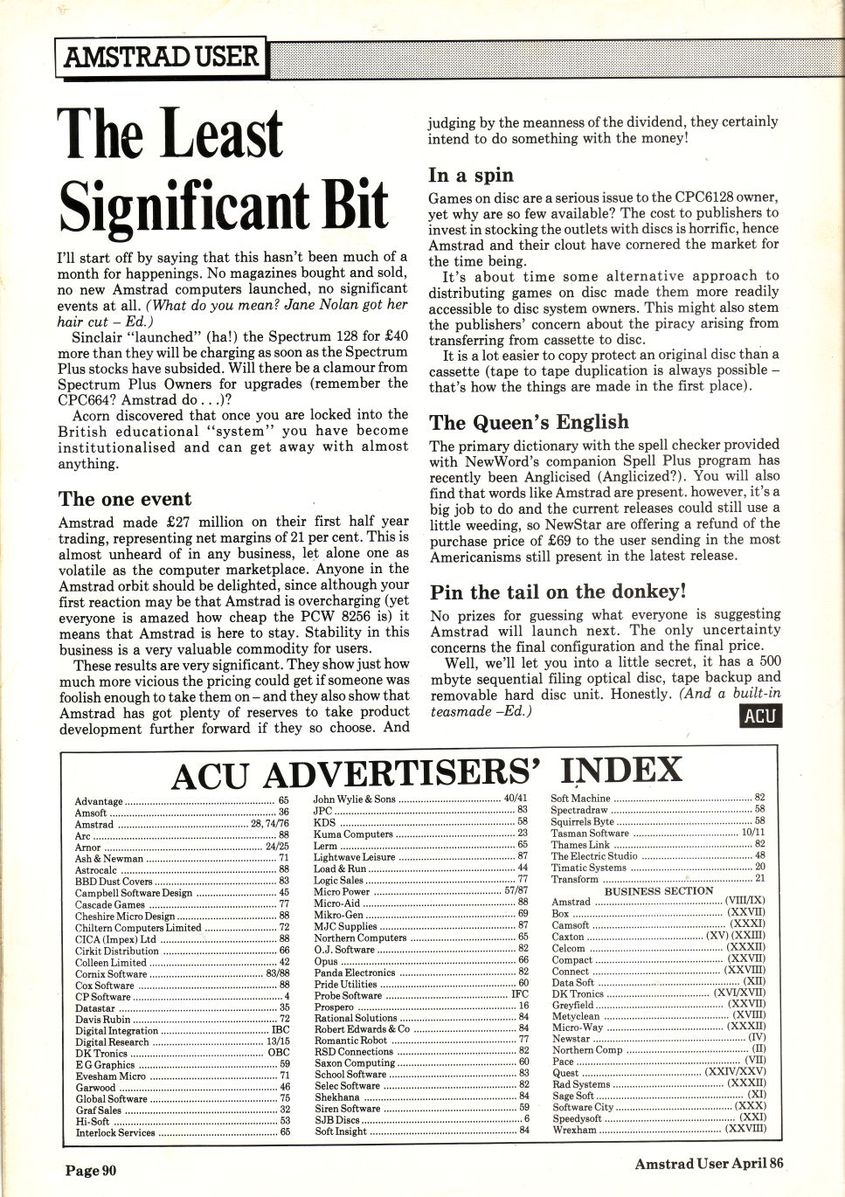 AMSTRAD USER
The Least
Significant Bit
I'll start off by saying that this hasn't been much of a
month for happenings. No magazines bought and sold,
no new Amstrad computers launched, no significant
events at all. (What do you mean? Jane Nolan got her
hair cut – Ed.)
Sinclair "launched" (ha!) the Spectrum 128 for £40
more than they will be charging as soon as the Spectrum
Plus stocks have subsided. Will there be a clamour from
Spectrum Plus Owners for upgrades (remember the
CPC664? Amstrad do . . .)?
Acorn discovered that once you are locked into the
British educational "system" you have become
institutionalised and can get away with almost
anything.
The one event
Amstrad made £27 million on their first half year
trading, representing net margins of 21 per cent. This is
almost unheard of in any business, let alone one as
volatile as the computer marketplace. Anyone in the
Amstrad orbit should be delighted, since although your
first reaction may be that Amstrad is overcharging (yet
everyone is amazed how cheap the PCW 8256 is) it
means that Amstrad is here to stay. Stability in this
business is a very valuable commodity for users.
These results are very significant. They show just how
much more vicious the pricing could get if someone was
foolish enough to take them on – and they also show that
Amstrad has got plenty of reserves to take product
development further forward if they so choose. And
judging by the meanness of the dividend, they certainly
intend to do something with the money!
In a spin
Games on disc are a serious issue to the CPC6128 owner,
yet why are so few available? The cost to publishers to
invest in stocking the outlets with discs is horrific, hence
Amstrad and their clout have cornered the market for
the time being.
It's about time some alternative approach to
distributing games on disc made them more readily
accessible to disc system owners. This might also stem
the publishers' concern about the piracy arising from
transferring from cassette to disc.
It is a lot easier to copy protect an original disc than a
cassette (tape to tape duplication is always possible –
that's how the things are made in the first place).
The Queen's English
The primary dictionary with the spell checker provided
with NewWord's companion Spell Plus program has
recently been Anglicised (Anglicized?). You will also
find that words like Amstrad are present. however, it's a
big job to do and the current releases could still use a
little weeding, so NewStar are offering a refund of the
purchase price of £69 to the user sending in the most
Americanisms still present in the latest release.
Pin the tail on the donkey!
No prizes for guessing what everyone is suggesting
Amstrad will launch next. The only uncertainty
concerns the final configuration and the final price.
Well, we'll let you into a little secret, it has a 500
mbyte sequential filing optical disc, tape backup and
removable hard disc unit. Honestly. (And a built-in
teasmade –Ed.)
ACU
ACU ADVERTISERS' INDEX
Advantage 65
Amsoft 36
Amstrad 28, 74/76
Arc 88
Arnor 24/25
Ash & Newman 71
Astrocalc 88
BBD Dust Covers 83
Campbell Software Design 45
Cascade Games 77
Cheshire Micro Design 88
Chiltern Computers Limited 72
CICA (Impex) Ltd 88
Cirkit Distribution 66
Colleen Limited 42
Cornix Software 83/88
Cox Software 88
CP Software 4
Datastar 35
Davis Rubin 72
Digital Integration IBC
Digital Research 13/15
DK Tronics OBC
E G Graphics 59
Evesham Micro 71
Garwood 46
Global Software 75
Graf Sales 32
Hi-Soft 53
Interlock Services 65
John Wylie & Sons 40/41
JPC 83
KDS 58
Kuma Computers 23
Lerm 65
Lightwave Leisure 87
Load & Run 44
Logic Sales 77
Micro Power 57/87
Micro-Aid 88
Mikro-Gen 69
MJC Supplies 87
Northern Computers 65
O.J. Software 82
Opus 66
Panda Electronics 82
Pride Utilities 60
Probe Software IFC
Prospero 16
Rational Solutions 84
Robert Edwards & Co 84
Romantic Robot 77
RSD Connections 82
Saxon Computing 60
School Software 83
Selec Software 82
Shekhana 84
Siren Software 59
SJB Discs 6
Soft Insight 84
Soft Machine 82
Spectradraw 58
Squirrels Byte 58
Tasman Software 10/11
Thames Link 82
The Electric Studio 48
Timatic Systems 20
Transform 21
BUSINESS SECTION
Amstrad (VIII/IX)
Box (XXVII)
Camsoft (XXXI)
Caxton (XV) (XXIII)
Celcom (XXXII)
Compact (XXVII)
Connect (XXVIII)
Data Soft (XII)
DK Tronics (XVI/XVII)
Greyfield (XXVII)
Metyclean (XVIII)
Micro-Way (XXXII)
Newstar (IV)
Northern Comp (II)
Pace (VII)
Quest (XXIV/XXV)
Rad Systems (XXXII)
Sage Soft (XI)
Software City (XXX)
Speedysoft (XXI)
Wrexham (XXVIII)
Page 90
Amstrad User April 86